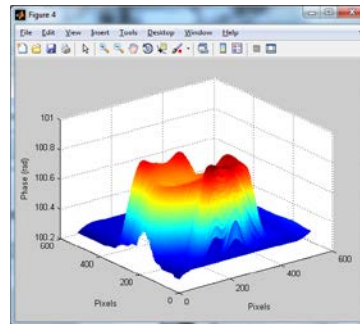 Figure 4
File Edit View Insert Tools Desktop Window Help
101
100.8
100.6
100.4
100.2
Phase (rad)
600
400
200
0
Pixels
0
200
400
600
Pixels